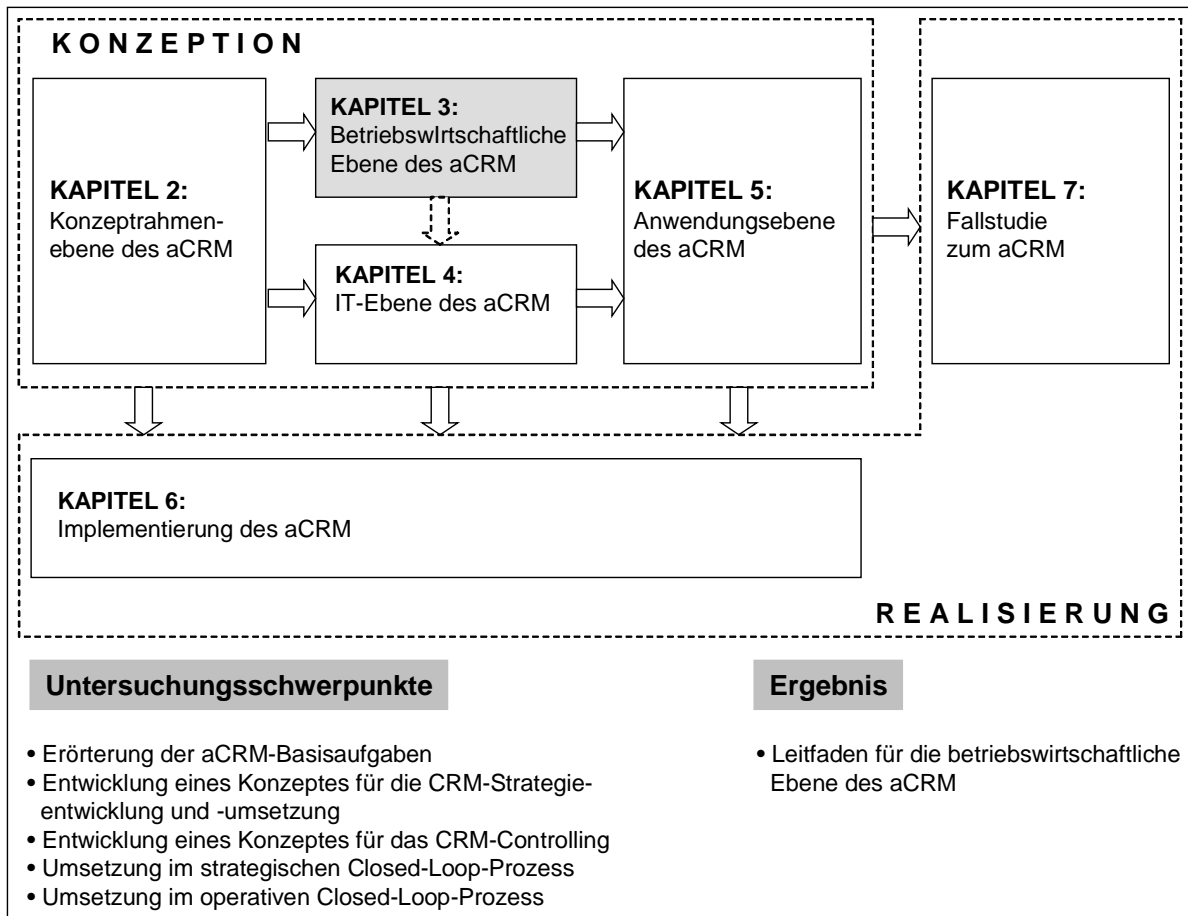 KONZEPTION
KAPITEL 2:
Konzeptrahmen-
ebene des aCRM
KAPITEL 3:
BetriebswIrtschaftliche
Ebene des aCRM
KAPITEL 4:
IT-Ebene des aCRM
KAPITEL 5:
Anwendungsebene
des aCRM
KAPITEL 7:
Fallstudie
zum aCRM
KAPITEL 6:
Implementierung des aCRM
REALISIERUNG
Untersuchungsschwerpunkte
• Erörterung der aCRM-Basisaufgaben
• Entwicklung eines Konzeptes für die CRM-Strategie-
entwicklung und -umsetzung
• Entwicklung eines Konzeptes für das CRM-Controlling
• Umsetzung im strategischen Closed-Loop-Prozess
• Umsetzung im operativen Closed-Loop-Prozess
Ergebnis
• Leitfaden für die betriebswirtschaftliche
Ebene des aCRM